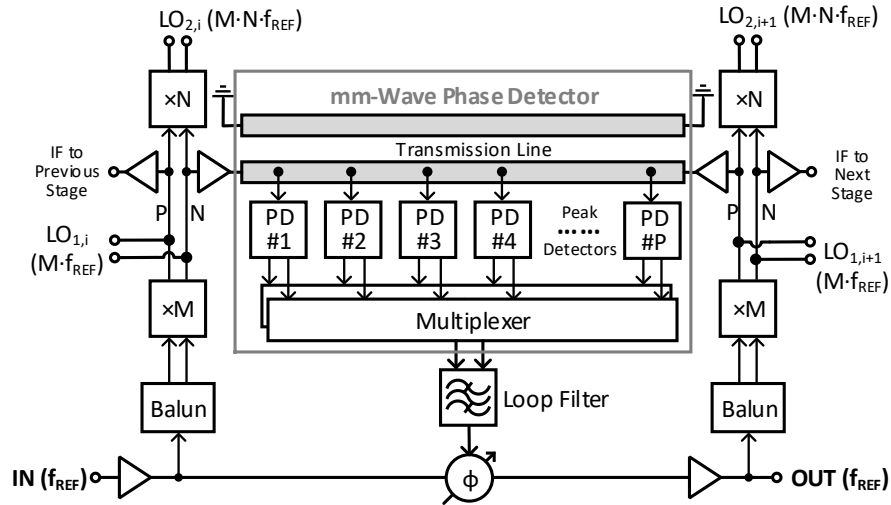 LO2,i (M·N·fREF)
LO2,i+1 (M·N·fREF)
×N
mm-Wave Phase Detector
×N
IF to
Previous
Stage
Transmission Line
IF to
Next
Stage
P
N
P
N
PD
#1
PD
#2
PD
#3
PD
#4
Peak
......
Detectors
PD
#P
LO1,i
(M·fREF)
LO1,i+1
(M·fREF)
×M
Multiplexer
×M
Balun
Loop Filter
Balun
IN (fREF)
ϕ
OUT (fREF)